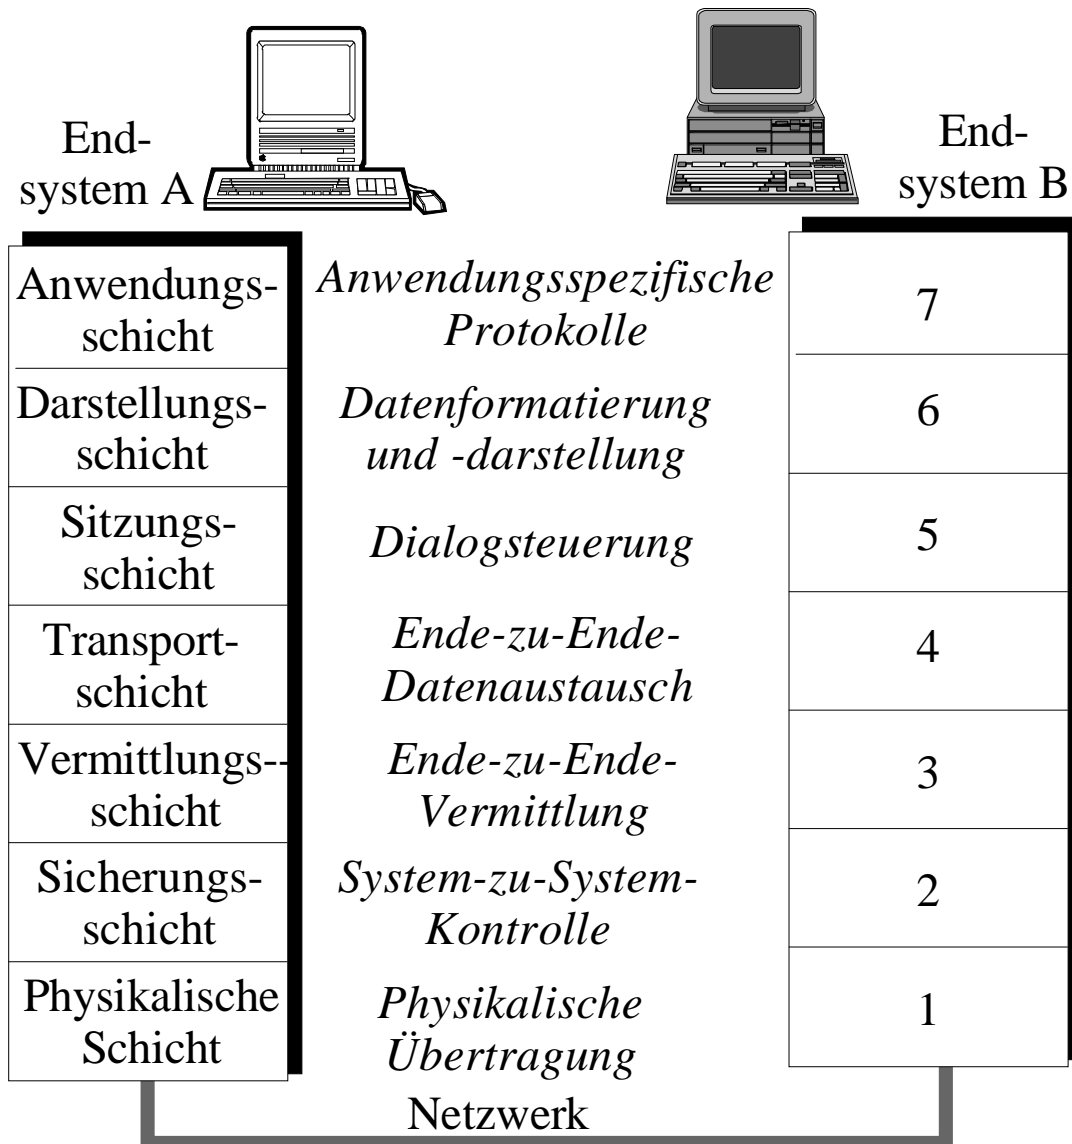 End-
system A
End-
system B
Anwendungs-
schicht
Anwendungsspezifische
Protokolle
7
Darstellungs-
schicht
Datenformatierung
und -darstellung
6
Sitzungs-
schicht
Dialogsteuerung
5
Transport-
schicht
Ende-zu-Ende-
Datenaustausch
4
Vermittlungs--
schicht
Ende-zu-Ende-
Vermittlung
3
Sicherungs-
schicht
System-zu-System-
Kontrolle
2
Physikalische
Schicht
Physikalische
Übertragung
1
Netzwerk